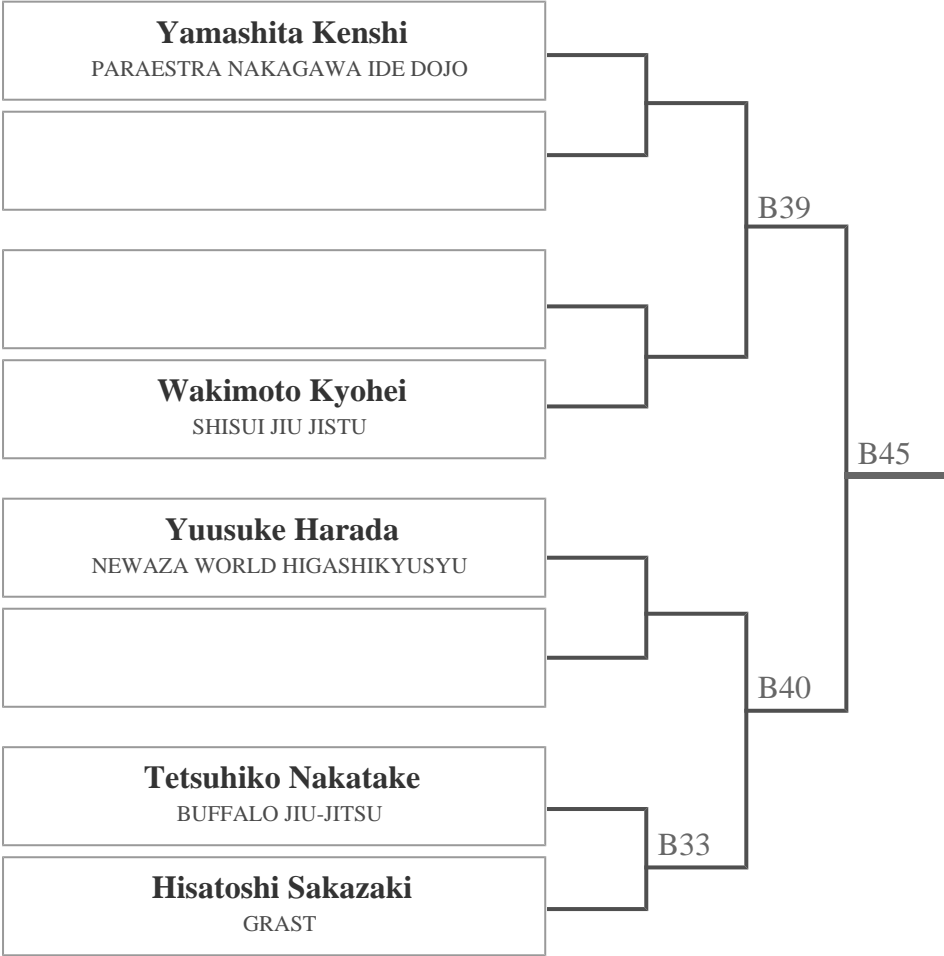 Yamashita Kenshi
PARAESTRA NAKAGAWA IDE DOJO
B39
Wakimoto Kyohei
SHISUI JIU JISTU
B45
Yuusuke Harada
NEWAZA WORLD HIGASHIKYUSYU
B40
Tetsuhiko Nakatake
BUFFALO JIU-JITSU
B33
Hisatoshi Sakazaki
GRAST